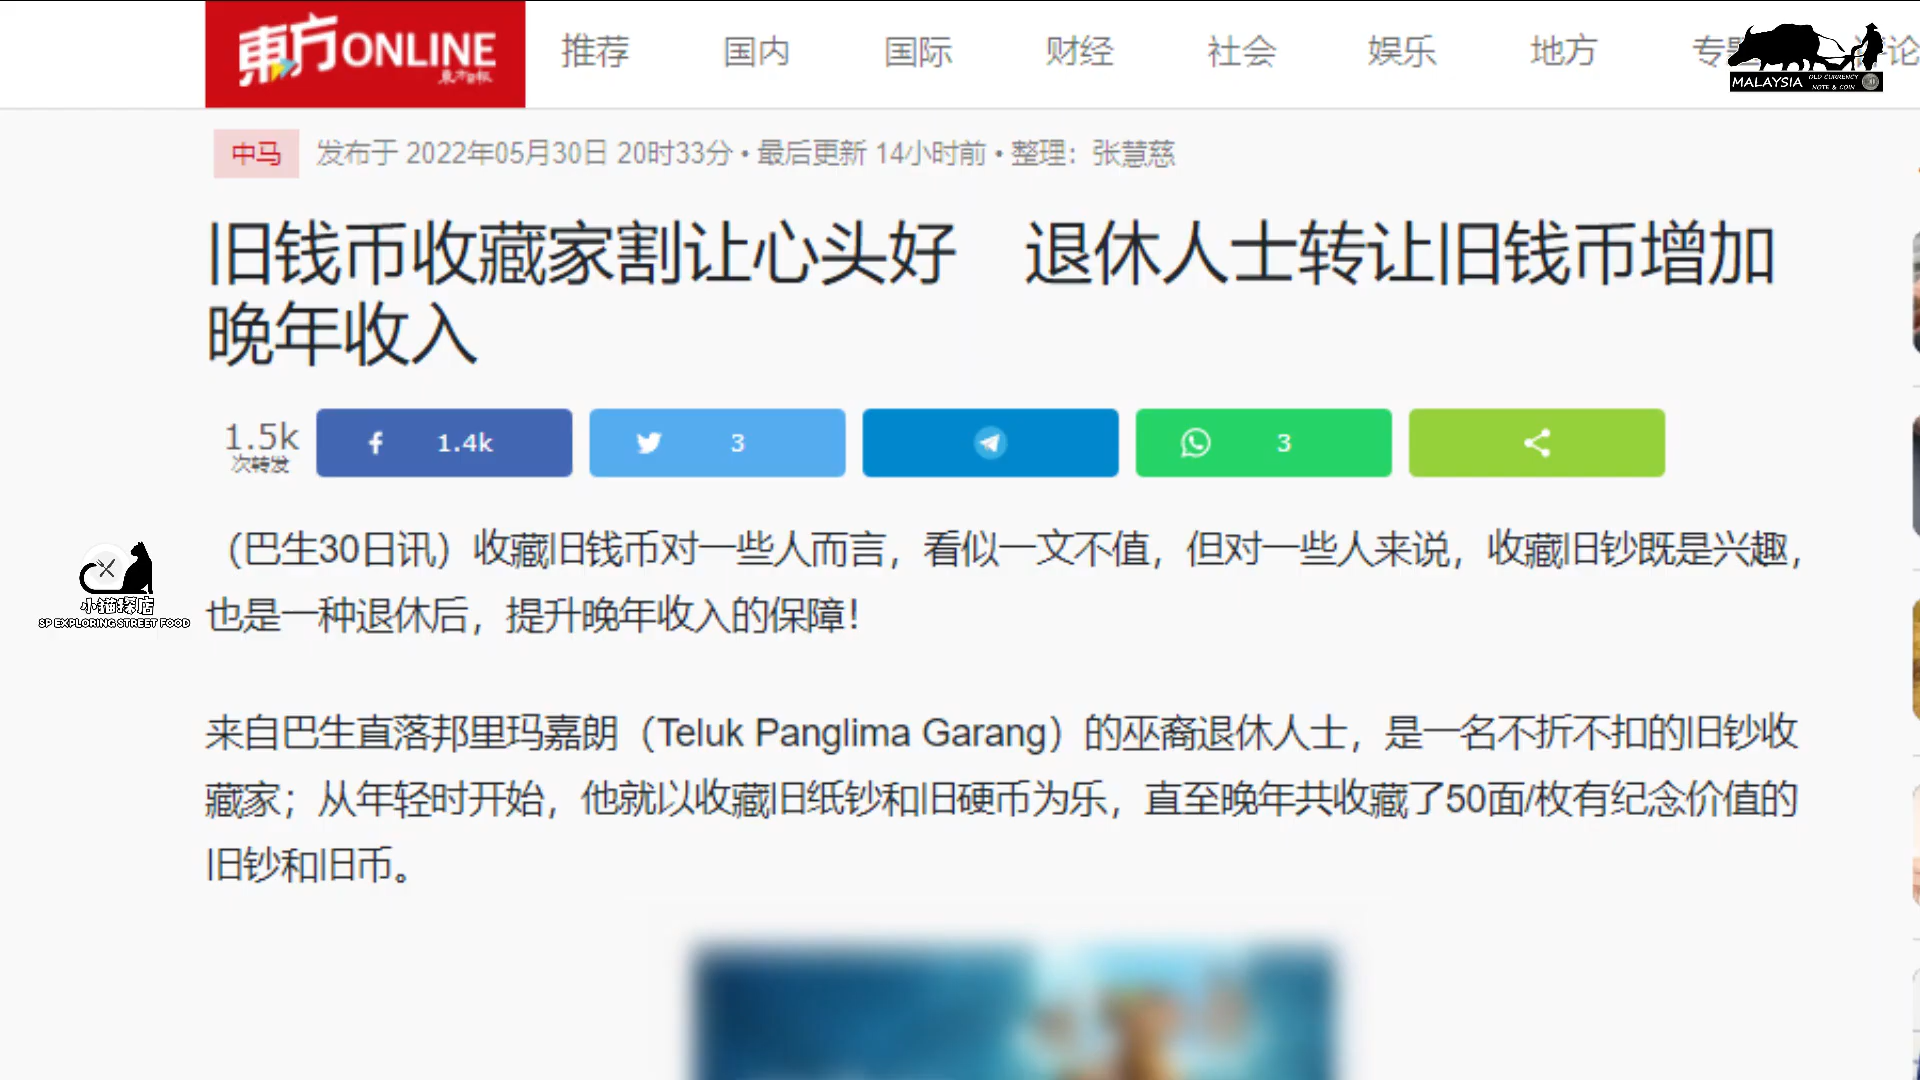 東方ONLINE
東方日報
推荐 国内 国际 财经 社会 娱乐 地方
MALAYSIA OLD CURRENCY NOTE & COIN
中马 发布于 2022年05月30日 20时33分 • 最后更新 14小时前 • 整理：张慧慈
旧钱币收藏家割让心头好　退休人士转让旧钱币增加
晚年收入
1.5k
次转发
1.4k
3
3
（巴生30日讯）收藏旧钱币对一些人而言，看似一文不值，但对一些人来说，收藏旧钞既是兴趣，
也是一种退休后，提升晚年收入的保障！
小猫探店
SP EXPLORING STREET FOOD
来自巴生直落邦里玛嘉朗（Teluk Panglima Garang）的巫裔退休人士，是一名不折不扣的旧钞收
藏家；从年轻时开始，他就以收藏旧纸钞和旧硬币为乐，直至晚年共收藏了50面/枚有纪念价值的
旧钞和旧币。